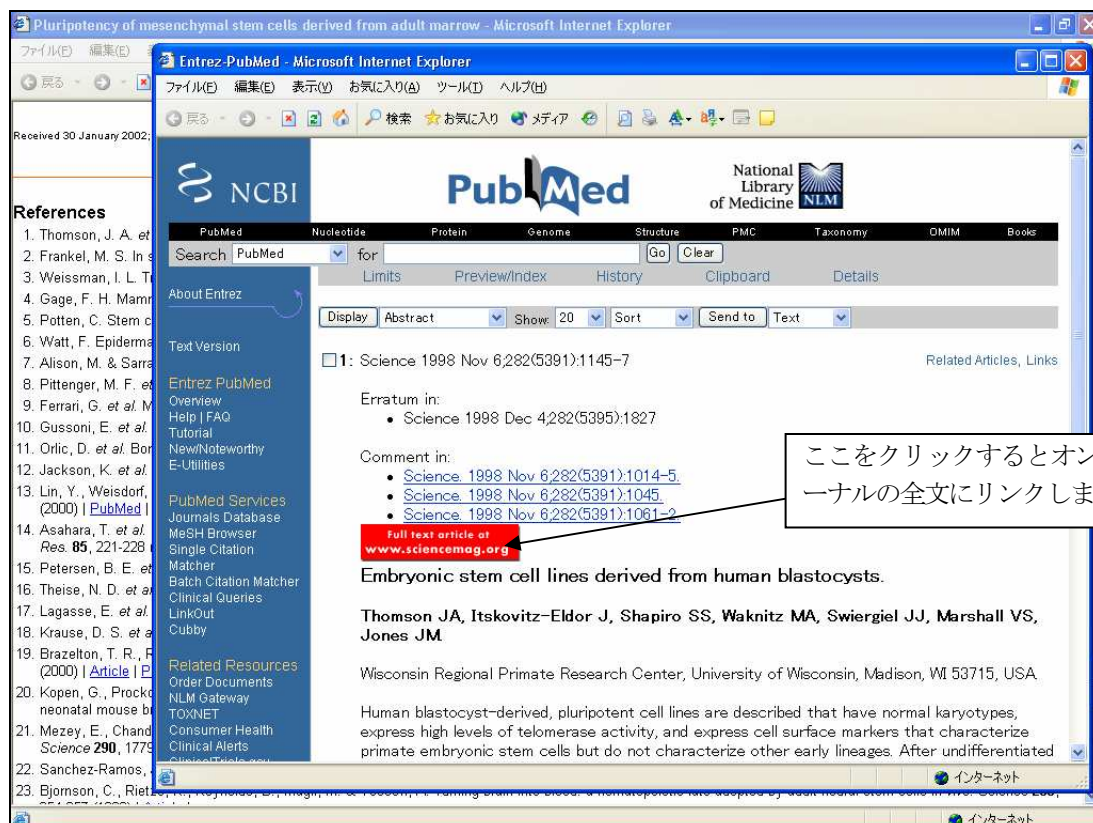 Pluripotency of mesenchymal stem cells derived from adult marrow - Microsoft Internet Explorer
ファイル(F) 編集(E)
戻る
Received 30 January 2002;
References
1. Thomson, J. A. et
2. Frankel, M. S. In s
3. Weissman, I. L. Tr
4. Gage, F. H. Mamm
5. Potten, C. Stem c
6. Watt, F. Epiderma
7. Alison, M. & Sarra
8. Pittenger, M. F. et
9. Ferrari, G. et al. M
10. Gussoni, E. et al.
11. Orlic, D. et al. Bor
12. Jackson, K. et al.
13. Lin, Y., Weisdorf,
(2000) | PubMed |
14. Asahara, T. et al.
Res. 85, 221-228
15. Petersen, B. E. et
16. Theise, N. D. et al
17. Lagasse, E. et al.
18. Krause, D. S. et a
19. Brazelton, T. R., R
(2000) | Article | P
20. Kopen, G., Procko
neonatal mouse b
21. Mezey, E., Chand
Science 290, 1779
22. Sanchez-Ramos,
23. Bjornson, C., Riet
Entrez-PubMed - Microsoft Internet Explorer
ファイル(F) 編集(E) 表示(V) お気に入り(A) ツール(T) ヘルプ(H)
戻る 検索 お気に入り メディア
NCBI PubMed National Library of Medicine NLM
PubMed Nucleotide Protein Genome Structure PMC Taxonomy OMIM Books
Search PubMed for Go Clear
Limits Preview/Index History Clipboard Details
About Entrez
Display Abstract Show: 20 Sort Send to Text
Text Version
Entrez PubMed
Overview
Help | FAQ
Tutorial
New/Noteworthy
E-Utilities
PubMed Services
Journals Database
MeSH Browser
Single Citation
Matcher
Batch Citation Matcher
Clinical Queries
LinkOut
Cubby
Related Resources
Order Documents
NLM Gateway
TOXNET
Consumer Health
Clinical Alerts
ClinicalTrials.gov
1: Science 1998 Nov 6;282(5391):1145-7 Related Articles, Links
Erratum in:
• Science 1998 Dec 4;282(5395):1827
Comment in:
• Science. 1998 Nov 6;282(5391):1014-5.
• Science. 1998 Nov 6;282(5391):1045.
• Science. 1998 Nov 6;282(5391):1061-2.
ここをクリックするとオン
ーナルの全文にリンクしま
Full text article at
www.sciencemag.org
Embryonic stem cell lines derived from human blastocysts.
Thomson JA, Itskovitz-Eldor J, Shapiro SS, Waknitz MA, Swiergiel JJ, Marshall VS,
Jones JM.
Wisconsin Regional Primate Research Center, University of Wisconsin, Madison, WI 53715, USA.
Human blastocyst-derived, pluripotent cell lines are described that have normal karyotypes,
express high levels of telomerase activity, and express cell surface markers that characterize
primate embryonic stem cells but do not characterize other early lineages. After undifferentiated
インターネット
インターネット